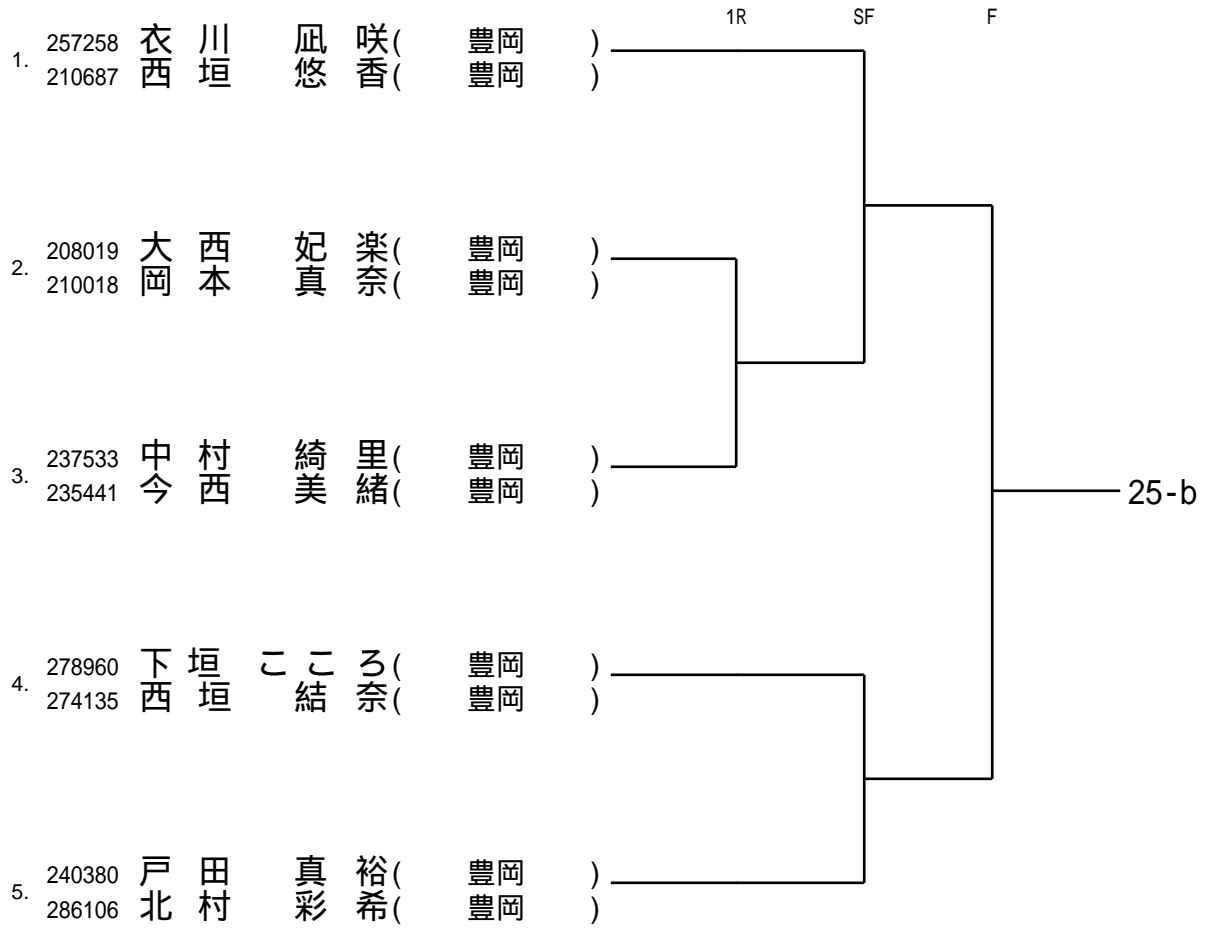 1R SF F
1. 257258 衣川 凪咲( 豊岡 )
210687 西垣 悠香( 豊岡 )
2. 208019 大西 妃楽( 豊岡 )
210018 岡本 真奈( 豊岡 )
3. 237533 中村 綺里( 豊岡 )
235441 今西 美緒( 豊岡 )
25-b
4. 278960 下垣 こころ( 豊岡 )
274135 西垣 結奈( 豊岡 )
5. 240380 戸田 真裕( 豊岡 )
286106 北村 彩希( 豊岡 )